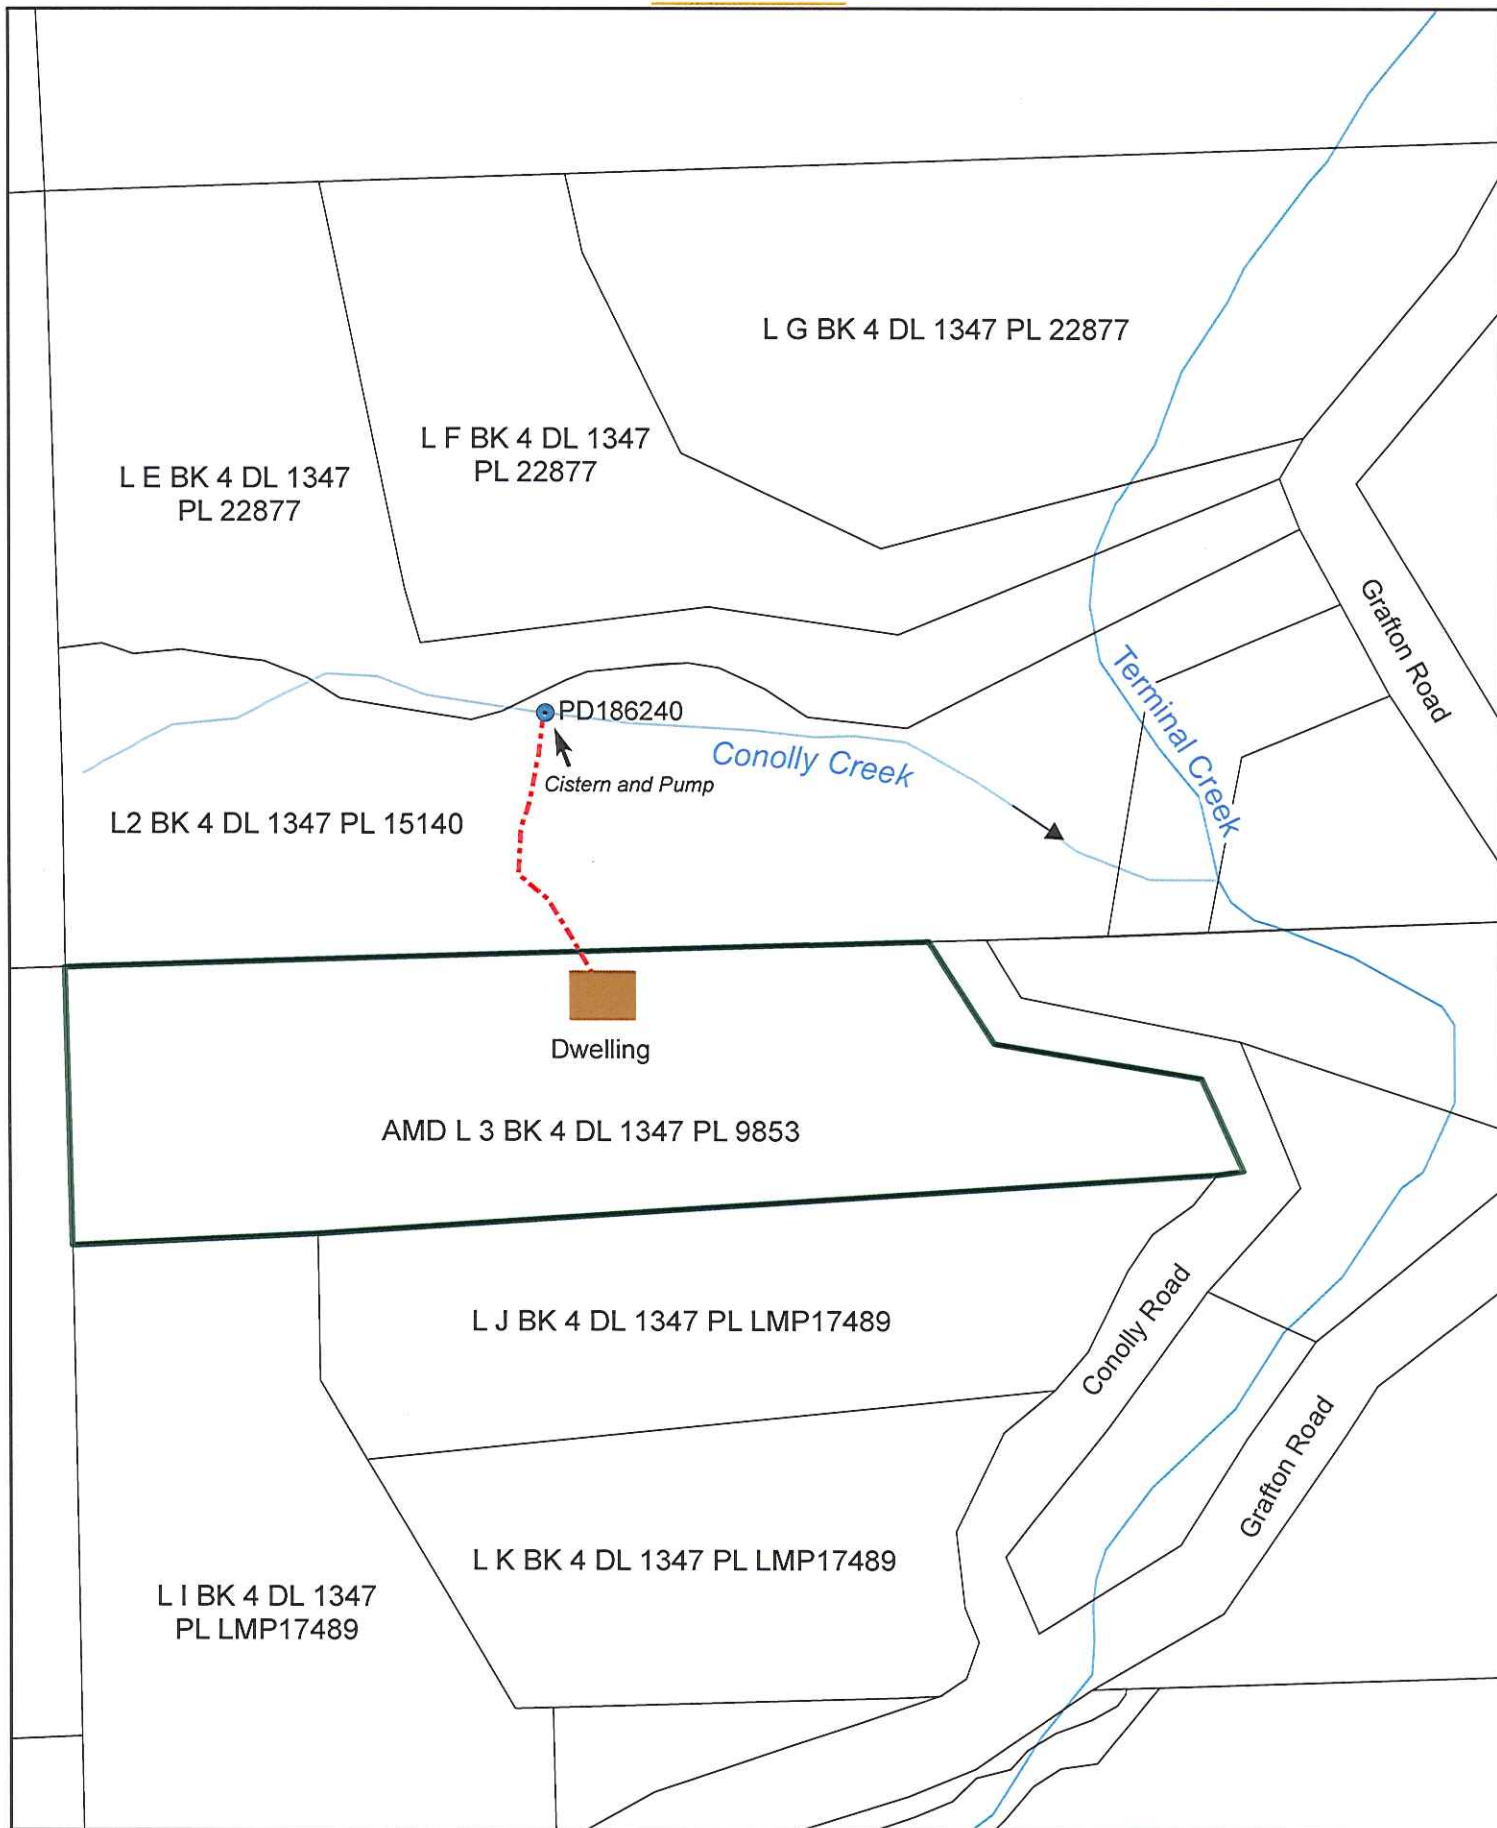 L G BK 4 DL 1347 PL 22877
L F BK 4 DL 1347
PL 22877
L E BK 4 DL 1347
PL 22877
Grafton Road
Terminal Creek
PD186240
Conolly Creek
Cistern and Pump
L2 BK 4 DL 1347 PL 15140
Dwelling
AMD L 3 BK 4 DL 1347 PL 9853
L J BK 4 DL 1347 PL LMP17489
Conolly Road
Grafton Road
L K BK 4 DL 1347 PL LMP17489
L I BK 4 DL 1347
PL LMP17489